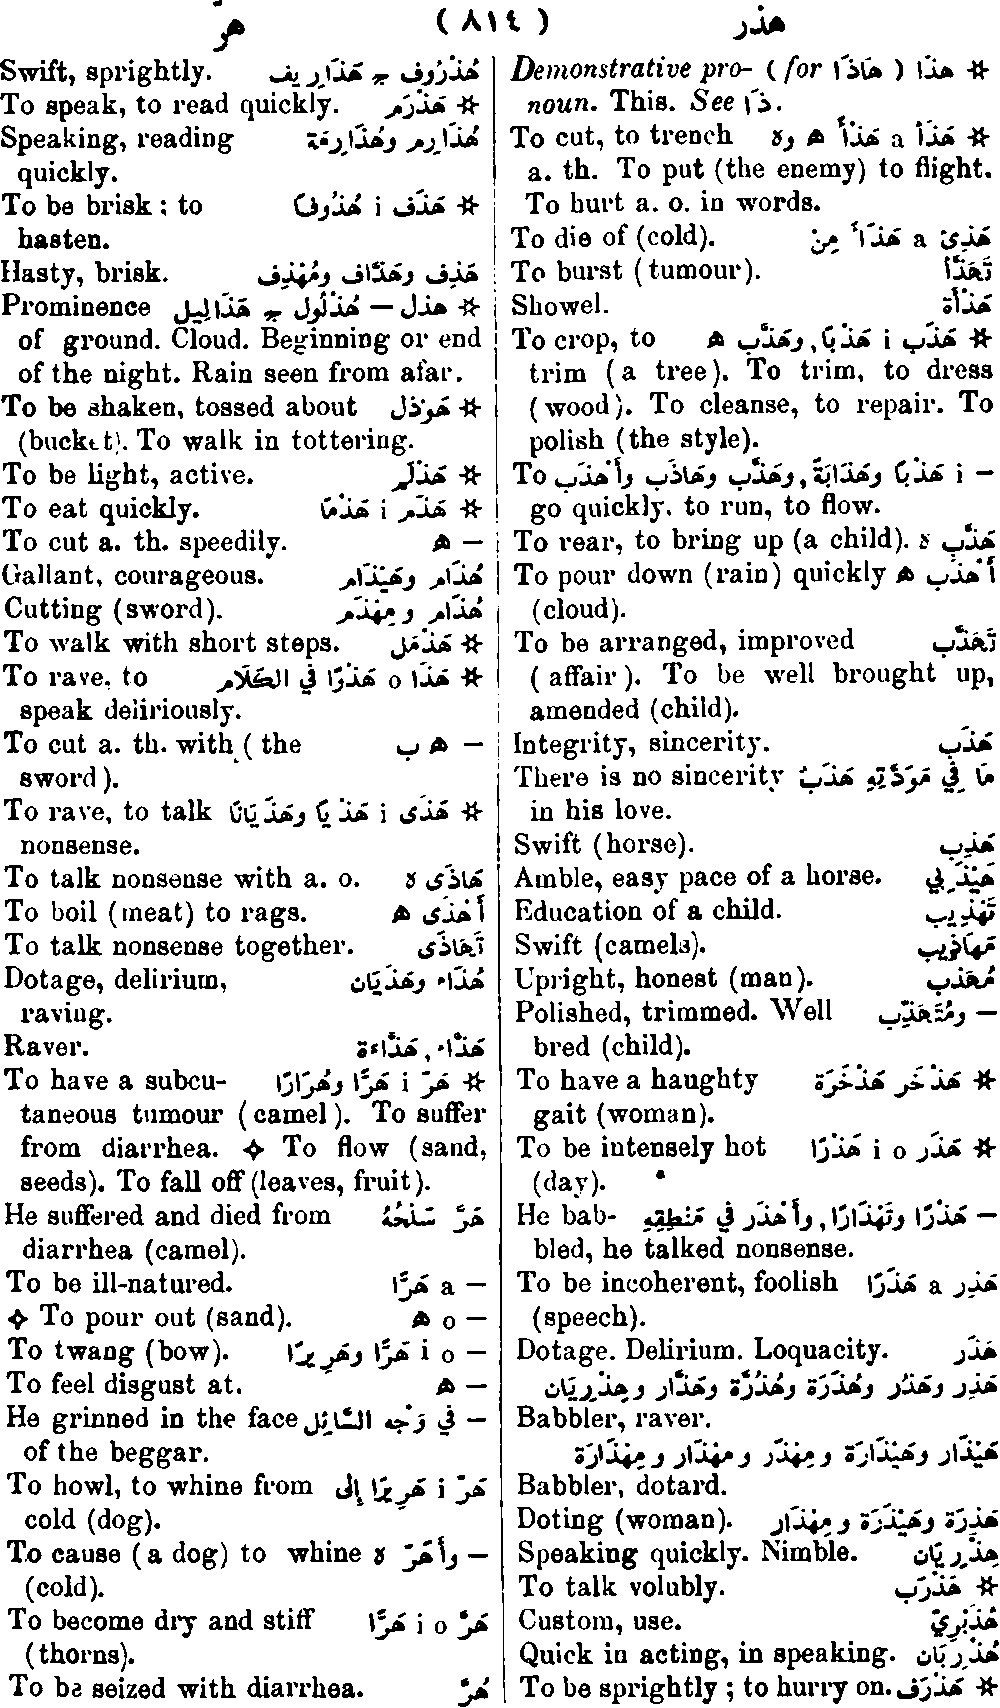 هذر ( ٨١٤ ) هرّ
Demonstrative pro- ( for هَاذَا ) هٰذَا ✲
noun. This. See ذَا.
To cut, to trench هَذَأَ a هَذْءًا ه وه ✲
a. th. To put (the enemy) to flight.
To hurt a. o. in words.
To die of (cold). هَذِئَ a هَذَأً مِنْ
To burst (tumour). تَهَذَّأَ
Showel. هَذْأَة
To crop, to هَذَب i هَذْبًا, وهَذَّب ه ✲
trim (a tree). To trim, to dress
(wood). To cleanse, to repair. To
polish (the style).
To هَذْبًا وهَذَابَةً, وهَذَّب وهَاذَب وأَهْذَب i –
go quickly, to run, to flow.
To rear, to bring up (a child). هَذَّب ه
To pour down (rain) quickly أَهْذَب ه
(cloud).
To be arranged, improved تَهَذَّب
(affair). To be well brought up,
amended (child).
Integrity, sincerity. هَذَب
There is no sincerity مَا فِي مَوَدَّتِهِ هَذَبٌ
in his love.
Swift (horse). هَذِب
Amble, easy pace of a horse. هَيْذَبِي
Education of a child. تَهْذِيب
Swift (camels). مَهَاذِيب
Upright, honest (man). مُهَذَّب
Polished, trimmed. Well ومُتَهَذِّب –
bred (child).
To have a haughty هَذْخَر هَذْخَرَة ✲
gait (woman).
To be intensely hot هَذَر i o هَذْرًا ✲
(day).
He bab- هَذْرًا وتَهْذَارًا, وأَهْذَر فِي مَنْطِقِهِ –
bled, he talked nonsense.
To be incoherent, foolish هَذِر a هَذَرًا
(speech).
Dotage. Delirium. Loquacity. هَذَر
هَذِر وهَذُر وهُذَرَة وهُذُرَّة وهَذَّار وهِذْرِيَان
Babbler, raver.
هَيْذَار وهَيْذَارَة ومِهْذَر ومِهْذَار ومِهْذَارَة
Babbler, dotard.
Doting (woman). هَذِرَة وهَيْذَرَة ومِهْذَار
Speaking quickly. Nimble. هِذْرِيَان
To talk volubly. هَذْرَب ✲
Custom, use. هُذَيْرِيّ
Quick in acting, in speaking. هُذْرُبَان
To be sprightly ; to hurry on. هَذْرَف ✲
Swift, sprightly. هُذْرُوف ج هَذَارِيف
To speak, to read quickly. هَذْرَم ✲
Speaking, reading هُذَارِم وهُذَارِمَة
quickly.
To be brisk ; to هَذَف i هُذُوفًا ✲
hasten.
Hasty, brisk. هَذِف وهَذَّاف ومُهْذِف
Prominence هذل – هُذْلُول ج هَذَالِيل ✲
of ground. Cloud. Beginning or end
of the night. Rain seen from afar.
To be shaken, tossed about هَوْذَل ✲
(bucket). To walk in tottering.
To be light, active. هَذْلَم ✲
To eat quickly. هَذَم i هَذْمًا ✲
To cut a. th. speedily. ه –
Gallant, courageous. هُذَام وهَيْذَام
Cutting (sword). هُذَام ومِهْذَم
To walk with short steps. هَذْمَل ✲
To rave, to هَذَا o هَذْوًا فِي الكَلَام ✲
speak deliriously.
To cut a. th. with ( the ه ب –
sword ).
To rave, to talk هَذَى i هَذْيًا وهَذَيَانًا ✲
nonsense.
To talk nonsense with a. o. هَاذَى ه
To boil (meat) to rags. أَهْذَى ه
To talk nonsense together. تَهَاذَى
Dotage, delirium, هُذَاء وهَذَيَان
raving.
Raver. هَذَّاء, هَذَّاءة
To have a subcu- هَرَّ i هَرًّا وهُرَارًا ✲
taneous tumour (camel). To suffer
from diarrhea. ✧ To flow (sand,
seeds). To fall off (leaves, fruit).
He suffered and died from هَرَّ سَلْحُهُ
diarrhea (camel).
To be ill-natured. هَرًّا a –
✧ To pour out (sand). ه o –
To twang (bow). هَرًّا وهَرِيرًا i o –
To feel disgust at. ه –
He grinned in the face فِي وَجْهِ السَّائِل –
of the beggar.
To howl, to whine from هَرَّ i هَرِيرًا إِلَى
cold (dog).
To cause (a dog) to whine وأَهَرَّ ه –
(cold).
To become dry and stiff هَرَّ i o هَرًّا
(thorns).
To be seized with diarrhea. هُرَّ